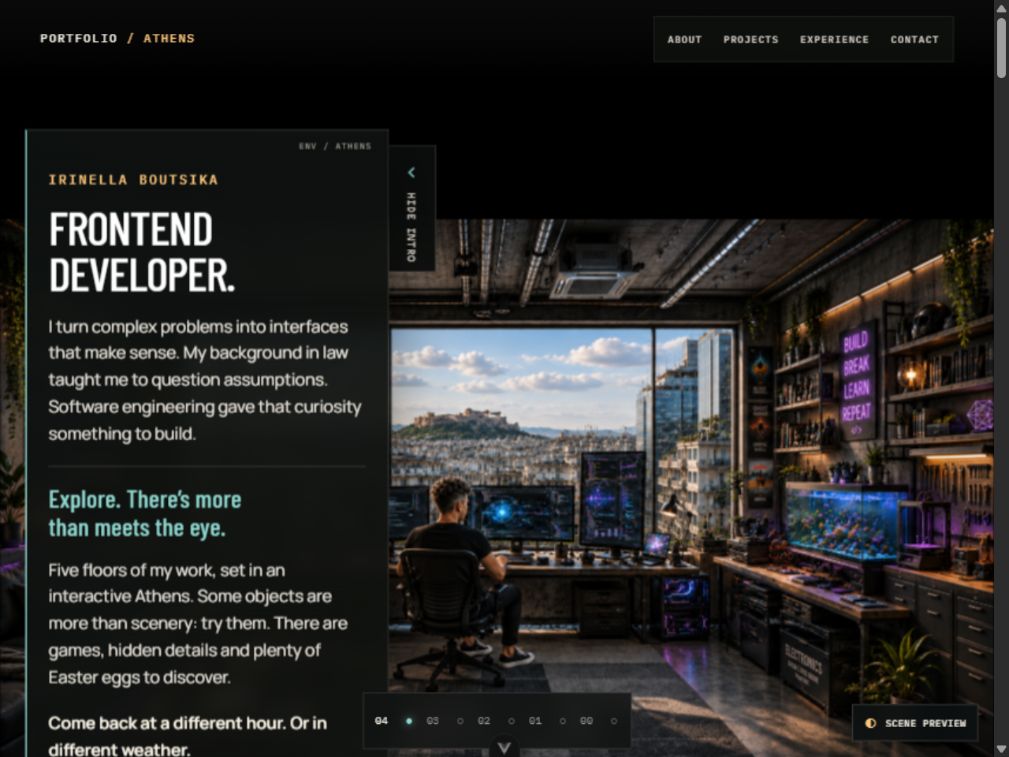 PORTFOLIO / ATHENS
ABOUT PROJECTS EXPERIENCE CONTACT
ENV / ATHENS
IRINELLA BOUTSIKA
FRONTEND
DEVELOPER.
I turn complex problems into interfaces
that make sense. My background in law
taught me to question assumptions.
Software engineering gave that curiosity
something to build.
Explore. There's more
than meets the eye.
Five floors of my work, set in an
interactive Athens. Some objects are
more than scenery: try them. There are
games, hidden details and plenty of
Easter eggs to discover.
Come back at a different hour. Or in
different weather.
HIDE INTRO
BUILD
BREAK
LEARN
REPEAT
</>
ELECTRONICS
04 03 02 01 00
SCENE PREVIEW